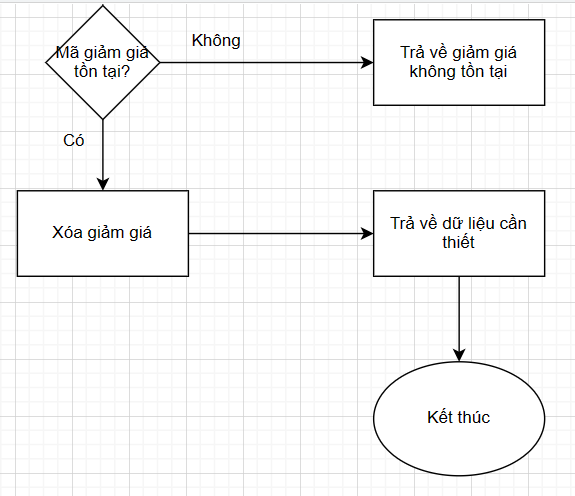 Không
Mã giảm giá
tồn tại?
Trả về giảm giá
không tồn tại
Có
Xóa giảm giá
Trả về dữ liệu cần
thiết
Kết thúc